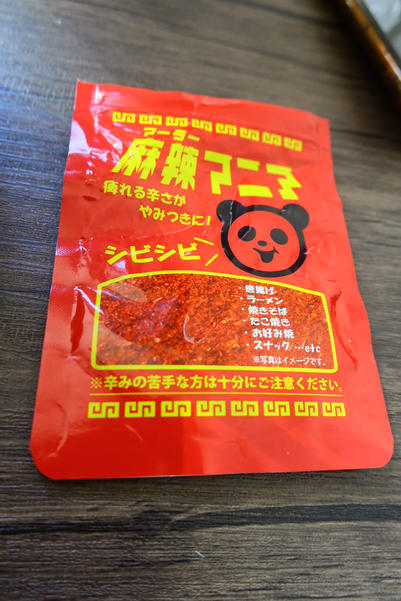 マーラー
麻辣マニア
痺れる辛さが
やみつきに!
シビシビ
・唐揚げ
・ラーメン
・焼きそば
・たこ焼き
・お好み焼
・スナック …etc
※写真はイメージです。
※辛みの苦手な方は十分にご注意ください。